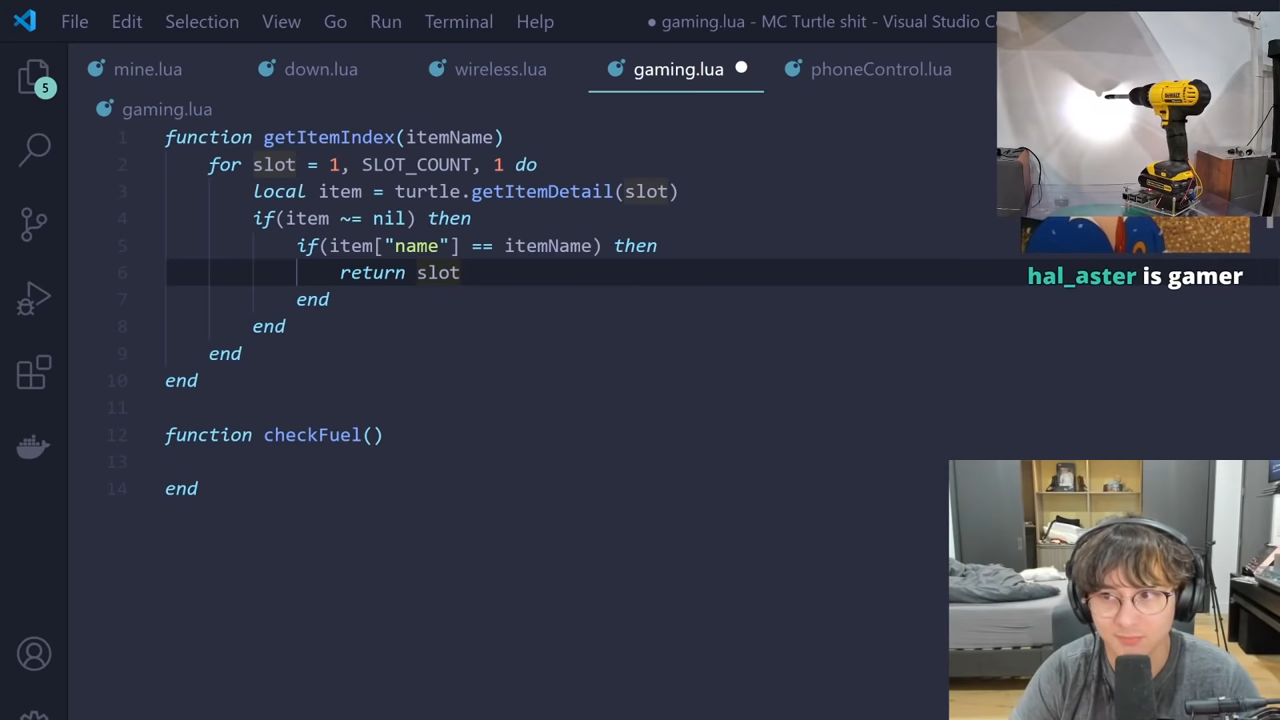 File Edit Selection View Go Run Terminal Help ● gaming.lua - MC Turtle shit - Visual Studio
5
mine.lua down.lua wireless.lua gaming.lua phoneControl.lua
gaming.lua
1 function getItemIndex(itemName)
2 for slot = 1, SLOT_COUNT, 1 do
3 local item = turtle.getItemDetail(slot)
4 if(item ~= nil) then
5 if(item["name"] == itemName) then
6 return slot
7 end
8 end
9 end
10 end
11
12 function checkFuel()
13
14 end
DEWALT
hal_aster is gamer